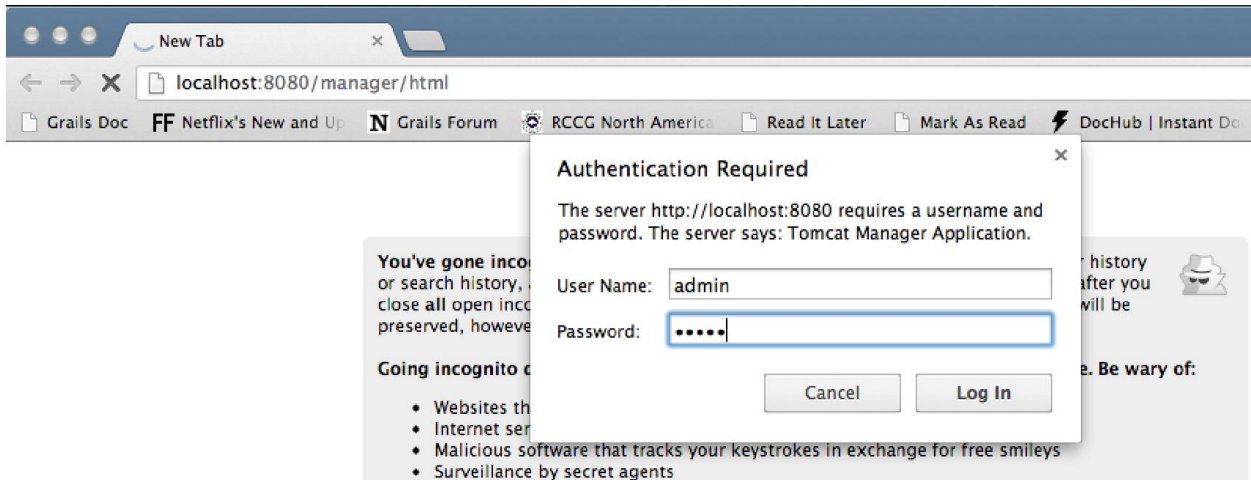 New Tab
localhost:8080/manager/html
Grails Doc FF Netflix's New and Up N Grails Forum RCCG North America Read It Later Mark As Read DocHub | Instant Do
Authentication Required
The server http://localhost:8080 requires a username and
password. The server says: Tomcat Manager Application.
User Name: admin
Password: •••••
Cancel Log In
You've gone inco
r history
or search history,
after you
close all open inco
will be
preserved, howeve
Going incognito d
e. Be wary of:
• Websites th
• Internet ser
• Malicious software that tracks your keystrokes in exchange for free smileys
• Surveillance by secret agents